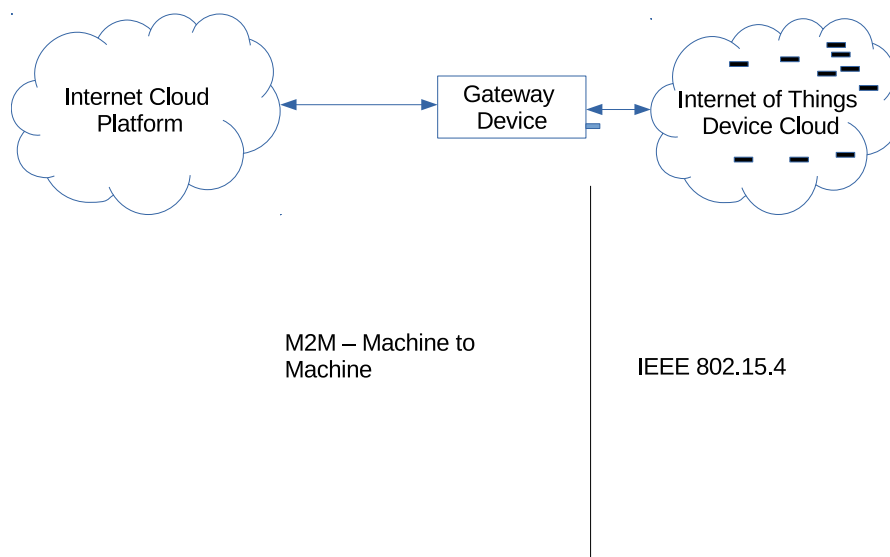 Internet Cloud
Platform
Gateway
Device
Internet of Things
Device Cloud
M2M – Machine to
Machine
IEEE 802.15.4